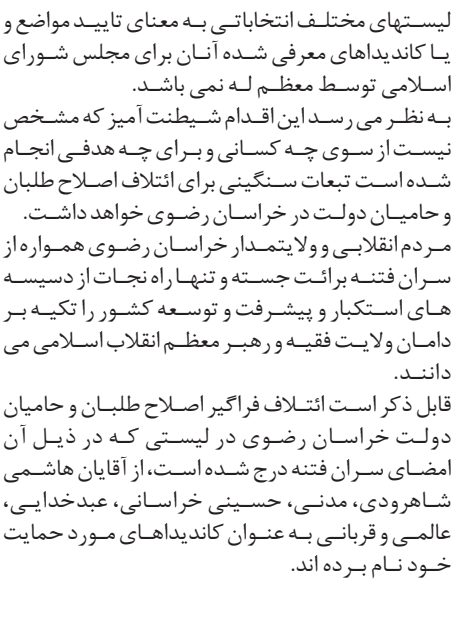 لیستهای مختلف انتخاباتی به معنای تایید مواضع و
یا کاندیداهای معرفی شده آنان برای مجلس شورای
اسلامی توسط معظم له نمی باشد.
به نظر می رسد این اقدام شیطنت آمیز که مشخص
نیست از سوی چه کسانی و برای چه هدفی انجام
شده است تبعات سنگینی برای ائتلاف اصلاح طلبان
و حامیان دولت در خراسان رضوی خواهد داشت.
مردم انقلابی و ولایتمدار خراسان رضوی همواره از
سران فتنه برائت جسته و تنها راه نجات از دسیسه
های استکبار و پیشرفت و توسعه کشور را تکیه بر
دامان ولایت فقیه و رهبر معظم انقلاب اسلامی می
دانند.
قابل ذکر است ائتلاف فراگیر اصلاح طلبان و حامیان
دولت خراسان رضوی در لیستی که در ذیل آن
امضای سران فتنه درج شده است، از آقایان هاشمی
شاهرودی، مدنی، حسینی خراسانی، عبدخدایی،
عالمی و قربانی به عنوان کاندیداهای مورد حمایت
خود نام برده اند.